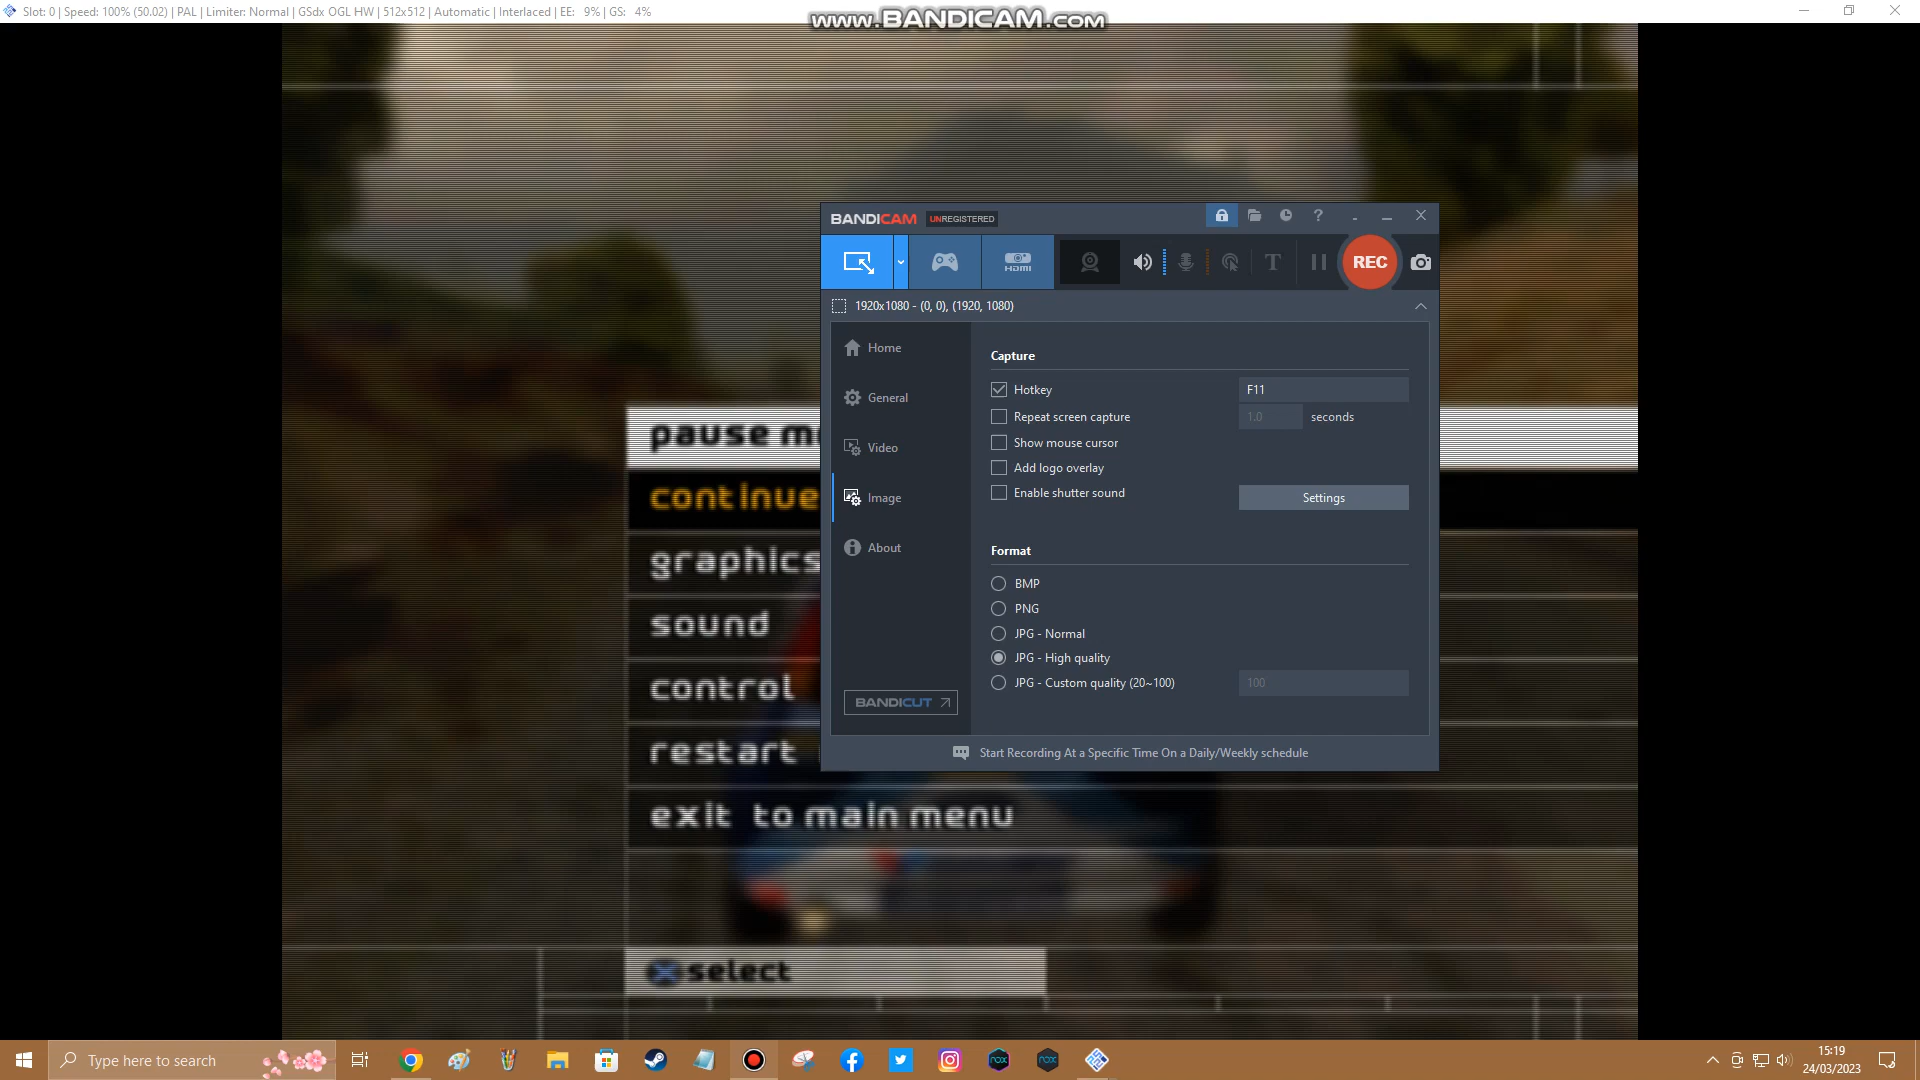 Slot: 0 | Speed: 100% (50.02) | PAL | Limiter: Normal | GSdx OGL HW | 512x512 | Automatic | Interlaced | EE: 9% | GS: 4%
www.BANDICAM.com
BANDICAM UNREGISTERED
HDMI
T
REC
1920x1080 - (0, 0), (1920, 1080)
Home
General
Video
Image
About
BANDICUT
Capture
Hotkey F11
Repeat screen capture 1.0 seconds
Show mouse cursor
Add logo overlay
Enable shutter sound Settings
Format
BMP
PNG
JPG - Normal
JPG - High quality
JPG - Custom quality (20~100) 100
Start Recording At a Specific Time On a Daily/Weekly schedule
pause m
continue
graphics
sound
control
restart
exit to main menu
select
Type here to search
nox
nox
15:19
24/03/2023